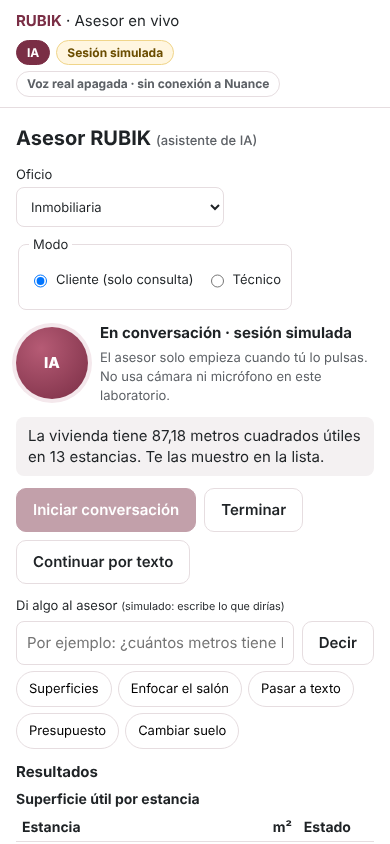 RUBIK · Asesor en vivo
IA
Sesión simulada
Voz real apagada · sin conexión a Nuance
Asesor RUBIK (asistente de IA)
Oficio
Inmobiliaria
Modo
Cliente (solo consulta)
Técnico
IA
En conversación · sesión simulada
El asesor solo empieza cuando tú lo pulsas.
No usa cámara ni micrófono en este
laboratorio.
La vivienda tiene 87,18 metros cuadrados útiles
en 13 estancias. Te las muestro en la lista.
Iniciar conversación
Terminar
Continuar por texto
Di algo al asesor (simulado: escribe lo que dirías)
Por ejemplo: ¿cuántos metros tiene l
Decir
Superficies
Enfocar el salón
Pasar a texto
Presupuesto
Cambiar suelo
Resultados
Superficie útil por estancia
Estancia m² Estado